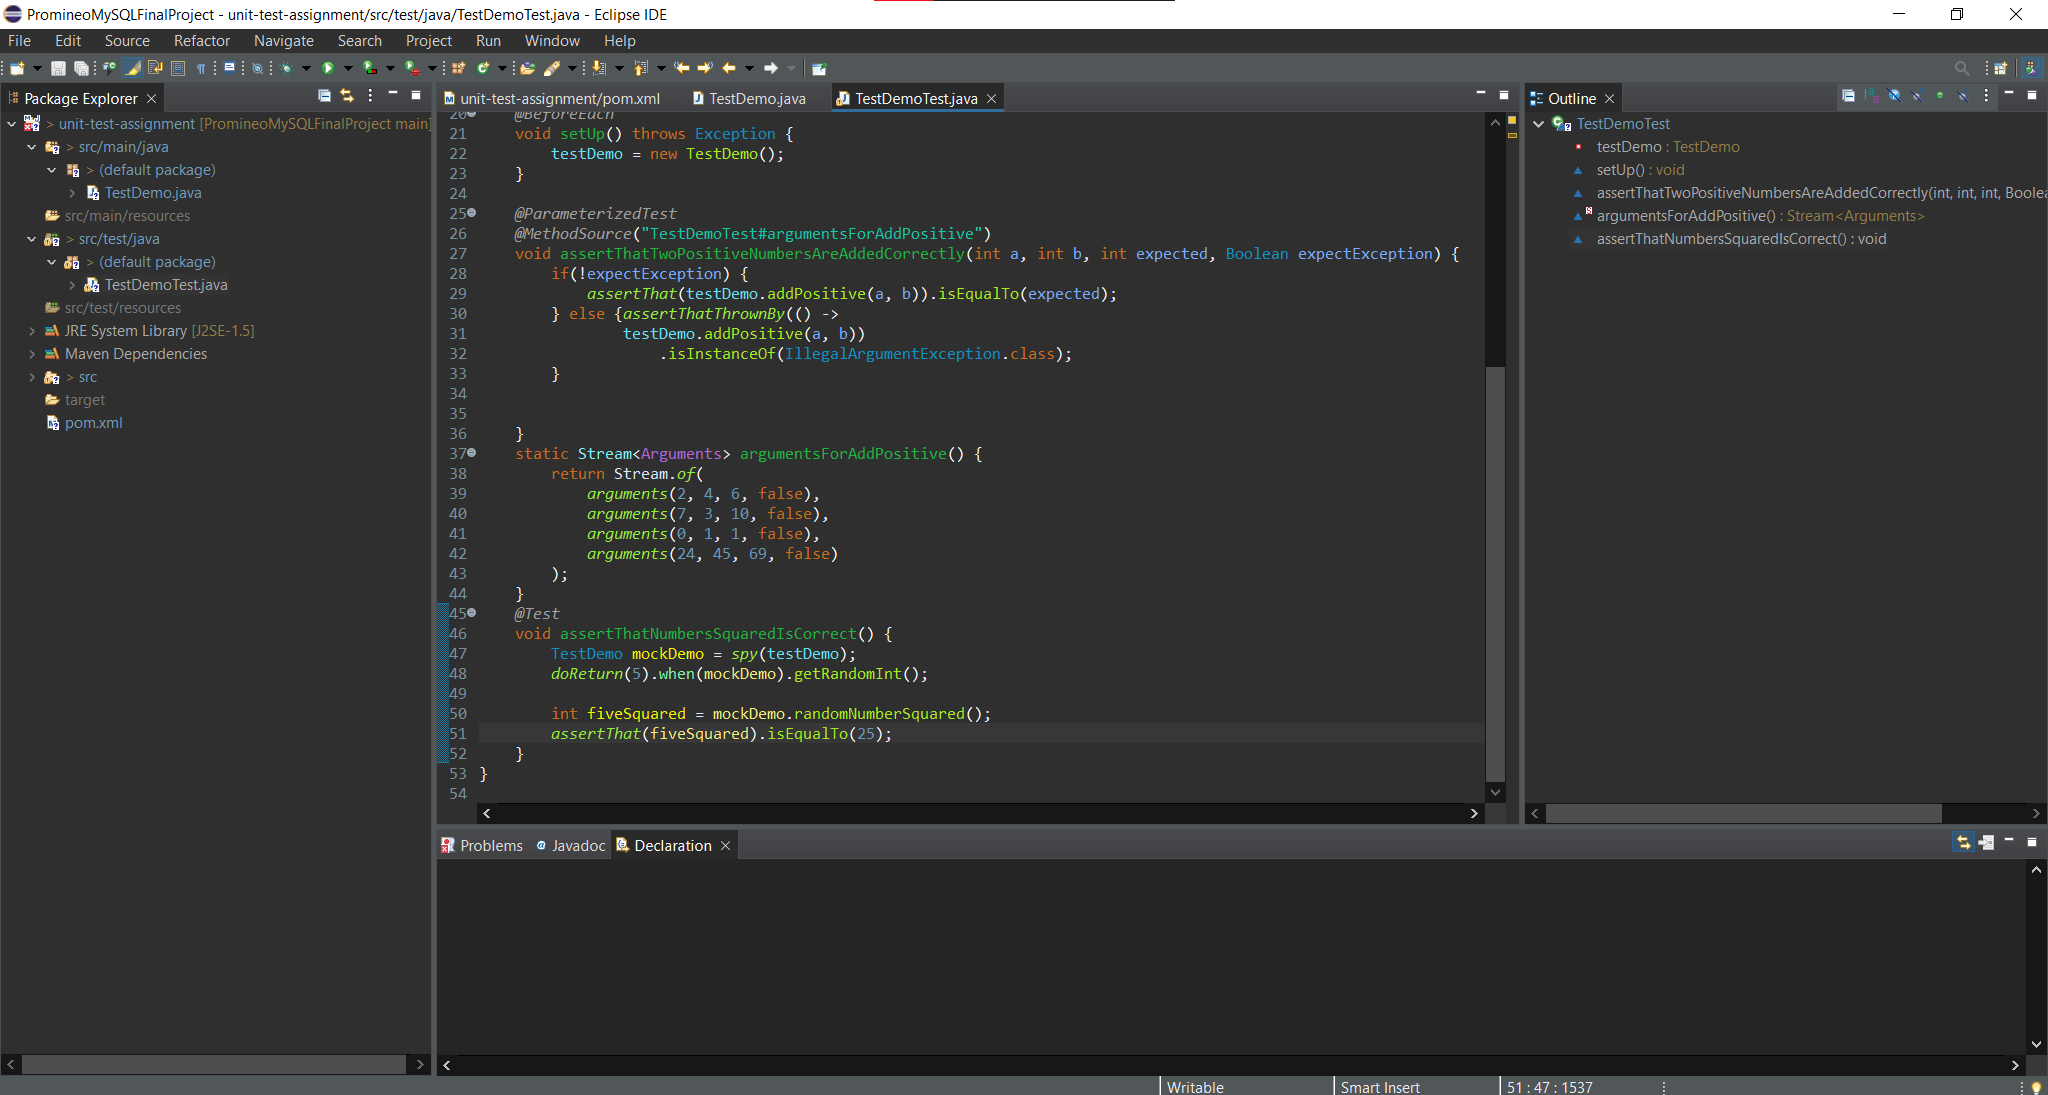 PromineoMySQLFinalProject - unit-test-assignment/src/test/java/TestDemoTest.java - Eclipse IDE
File Edit Source Refactor Navigate Search Project Run Window Help
Package Explorer
> unit-test-assignment [PromineoMySQLFinalProject main]
> src/main/java
> (default package)
TestDemo.java
src/main/resources
> src/test/java
> (default package)
TestDemoTest.java
src/test/resources
JRE System Library [J2SE-1.5]
Maven Dependencies
> src
target
pom.xml
unit-test-assignment/pom.xml TestDemo.java TestDemoTest.java
20 @BeforeEach
21 void setUp() throws Exception {
22 testDemo = new TestDemo();
23 }
24
25 @ParameterizedTest
26 @MethodSource("TestDemoTest#argumentsForAddPositive")
27 void assertThatTwoPositiveNumbersAreAddedCorrectly(int a, int b, int expected, Boolean expectException) {
28 if(!expectException) {
29 assertThat(testDemo.addPositive(a, b)).isEqualTo(expected);
30 } else {assertThatThrownBy(() ->
31 testDemo.addPositive(a, b))
32 .isInstanceOf(IllegalArgumentException.class);
33 }
34
35
36 }
37 static Stream<Arguments> argumentsForAddPositive() {
38 return Stream.of(
39 arguments(2, 4, 6, false),
40 arguments(7, 3, 10, false),
41 arguments(0, 1, 1, false),
42 arguments(24, 45, 69, false)
43 );
44 }
45 @Test
46 void assertThatNumbersSquaredIsCorrect() {
47 TestDemo mockDemo = spy(testDemo);
48 doReturn(5).when(mockDemo).getRandomInt();
49
50 int fiveSquared = mockDemo.randomNumberSquared();
51 assertThat(fiveSquared).isEqualTo(25);
52 }
53 }
54
Outline
TestDemoTest
testDemo : TestDemo
setUp() : void
assertThatTwoPositiveNumbersAreAddedCorrectly(int, int, int, Boolea
argumentsForAddPositive() : Stream<Arguments>
assertThatNumbersSquaredIsCorrect() : void
Problems @ Javadoc Declaration
Writable Smart Insert 51 : 47 : 1537